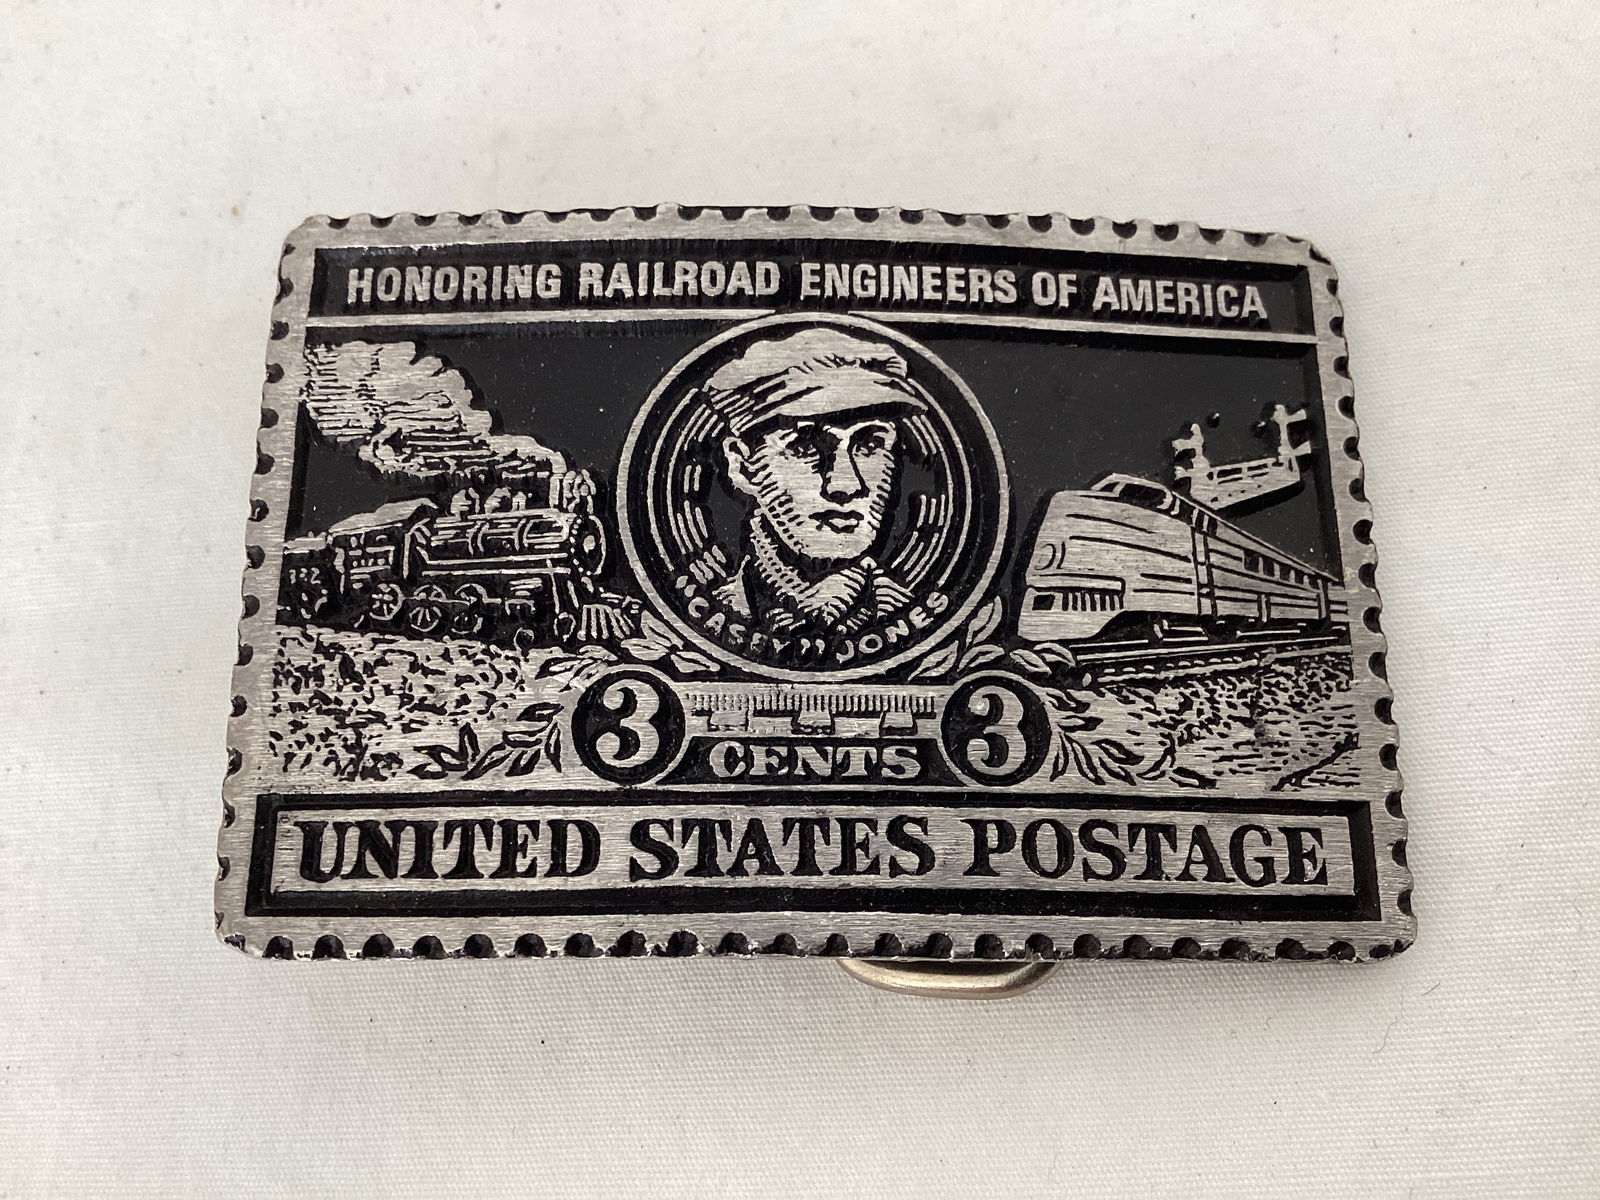 HONORING RAILROAD ENGINEERS OF AMERICA
"CASEY" JONES
3 CENTS 3
UNITED STATES POSTAGE